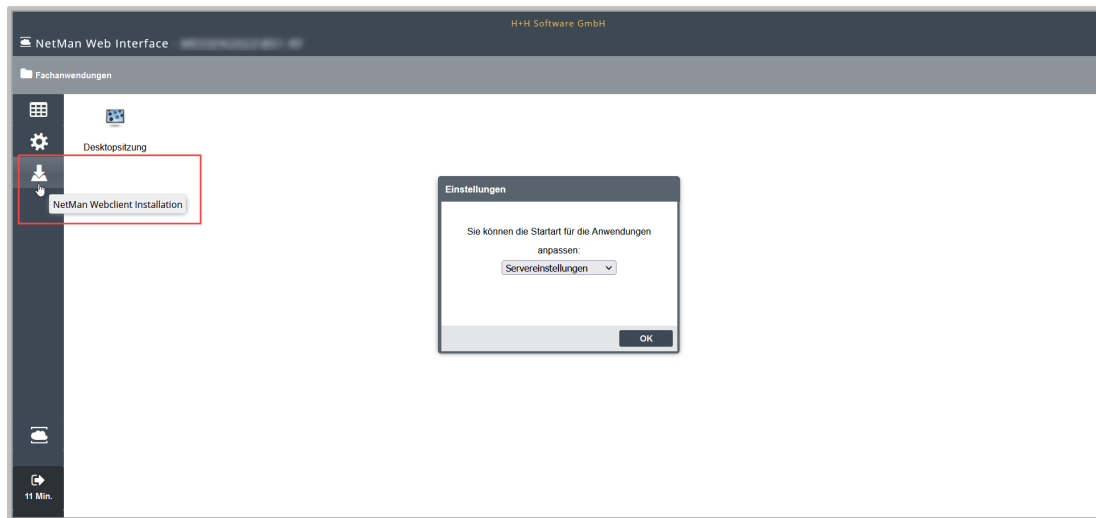 H+H Software GmbH
NetMan Web Interface
Fachanwendungen
Desktopsitzung
NetMan Webclient Installation
Einstellungen
Sie können die Startart für die Anwendungen
anpassen:
Servereinstellungen
OK
11 Min.